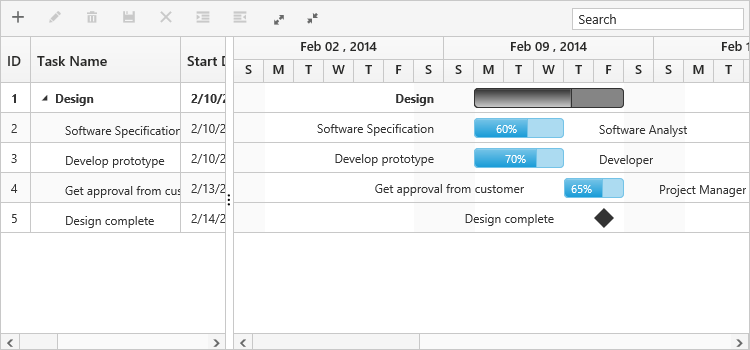 Search
ID Task Name Start D
Feb 02 , 2014 Feb 09 , 2014 Feb 1
S M T W T F S S M T W T F S S M T
1 Design 2/10/2 Design
2 Software Specification 2/10/2 Software Specification 60% Software Analyst
3 Develop prototype 2/10/2 Develop prototype 70% Developer
4 Get approval from cus 2/13/2 Get approval from customer 65% Project Manager
5 Design complete 2/14/2 Design complete